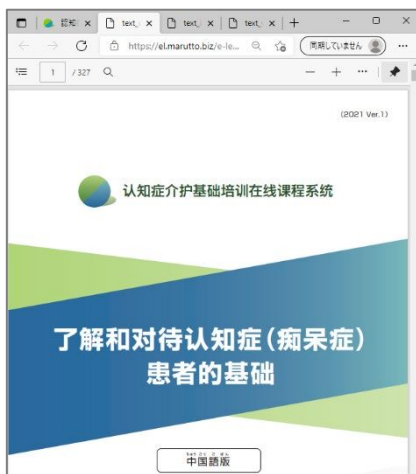 認知
text_
text_
text_
https://el.marutto.biz/e-le...
同期していません
1 / 327
(2021 Ver.1)
认知症介护基础培训在线课程系统
了解和对待认知症(痴呆症)
患者的基础
中国語版